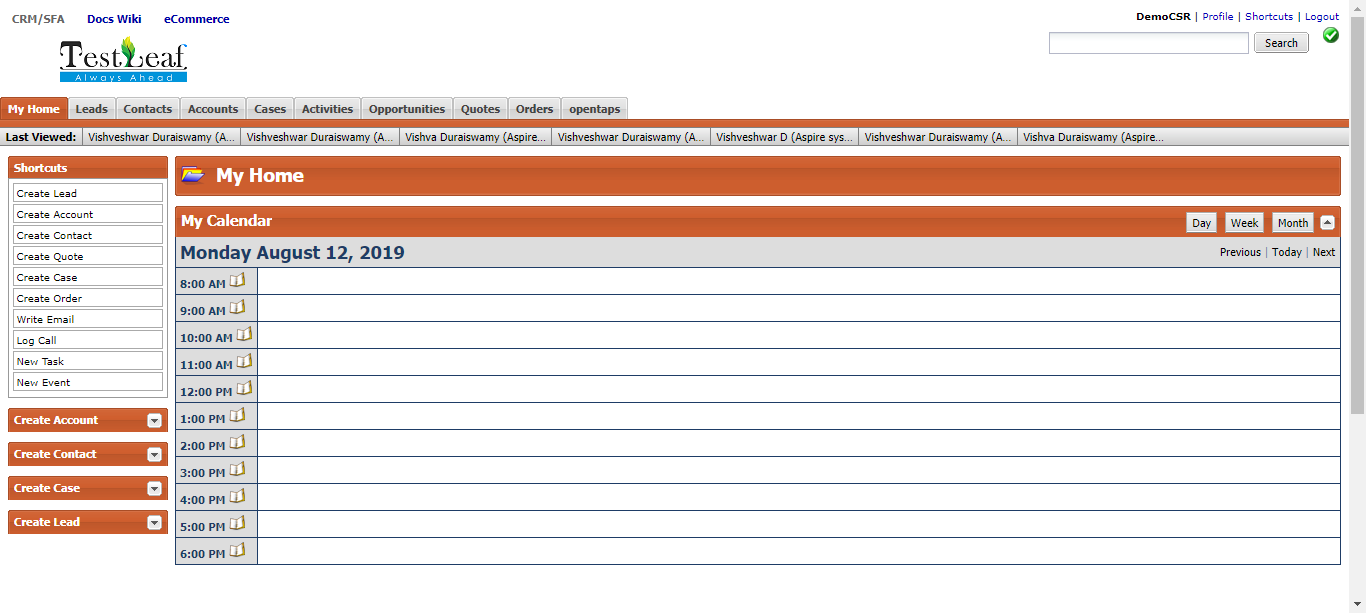 CRM/SFA Docs Wiki eCommerce
DemoCSR | Profile | Shortcuts | Logout
TestLeaf
Always Ahead
Search
My Home Leads Contacts Accounts Cases Activities Opportunities Quotes Orders opentaps
Last Viewed: Vishveshwar Duraiswamy (A... Vishveshwar Duraiswamy (A... Vishva Duraiswamy (Aspire... Vishveshwar Duraiswamy (A... Vishveshwar D (Aspire sys... Vishveshwar Duraiswamy (A... Vishva Duraiswamy (Aspire...
Shortcuts
Create Lead
Create Account
Create Contact
Create Quote
Create Case
Create Order
Write Email
Log Call
New Task
New Event
Create Account
Create Contact
Create Case
Create Lead
My Home
My Calendar
Day Week Month
Monday August 12, 2019
Previous | Today | Next
8:00 AM
9:00 AM
10:00 AM
11:00 AM
12:00 PM
1:00 PM
2:00 PM
3:00 PM
4:00 PM
5:00 PM
6:00 PM